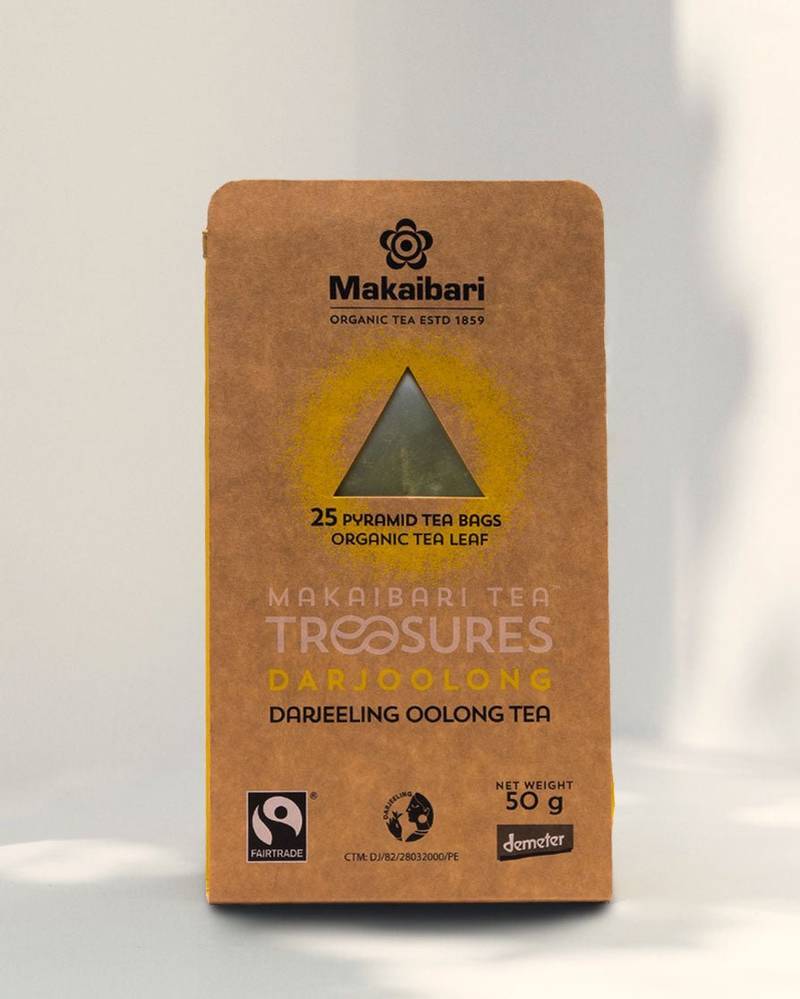 Makaibari
ORGANIC TEA ESTD 1859
25 PYRAMID TEA BAGS
ORGANIC TEA LEAF
MAKAIBARI TEA™
TREASURES
DARJOOLONG
DARJEELING OOLONG TEA
FAIRTRADE
®
DARJEELING
CTM: DJ/82/28032000/PE
NET WEIGHT
50 g
demeter